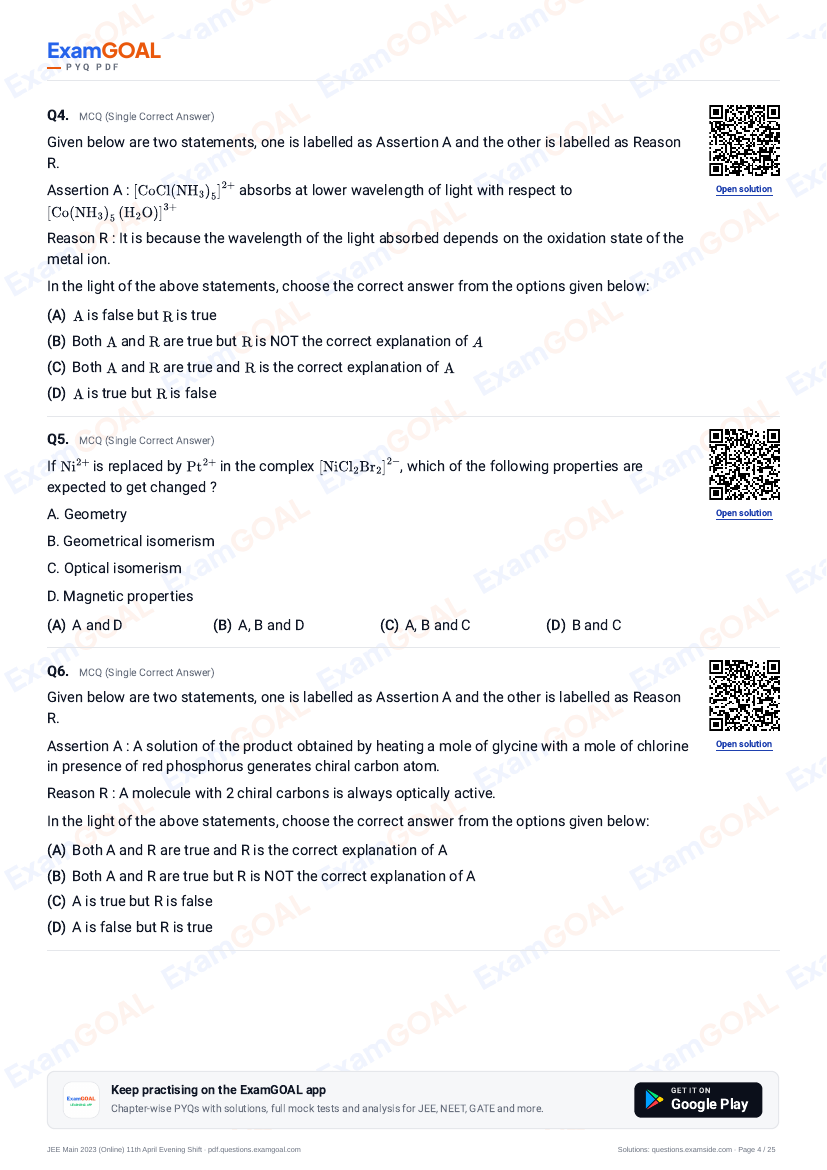 ExamGOAL
PYQ PDF
Q4. MCQ (Single Correct Answer)
Given below are two statements, one is labelled as Assertion A and the other is labelled as Reason
R.
Assertion A : [CoCl(NH₃)₅]²⁺ absorbs at lower wavelength of light with respect to
[Co(NH₃)₅ (H₂O)]³⁺
Reason R : It is because the wavelength of the light absorbed depends on the oxidation state of the
metal ion.
In the light of the above statements, choose the correct answer from the options given below:
(A) A is false but R is true
(B) Both A and R are true but R is NOT the correct explanation of A
(C) Both A and R are true and R is the correct explanation of A
(D) A is true but R is false
Open solution
Q5. MCQ (Single Correct Answer)
If Ni²⁺ is replaced by Pt²⁺ in the complex [NiCl₂Br₂]²⁻, which of the following properties are
expected to get changed ?
A. Geometry
B. Geometrical isomerism
C. Optical isomerism
D. Magnetic properties
(A) A and D (B) A, B and D (C) A, B and C (D) B and C
Open solution
Q6. MCQ (Single Correct Answer)
Given below are two statements, one is labelled as Assertion A and the other is labelled as Reason
R.
Assertion A : A solution of the product obtained by heating a mole of glycine with a mole of chlorine
in presence of red phosphorus generates chiral carbon atom.
Reason R : A molecule with 2 chiral carbons is always optically active.
In the light of the above statements, choose the correct answer from the options given below:
(A) Both A and R are true and R is the correct explanation of A
(B) Both A and R are true but R is NOT the correct explanation of A
(C) A is true but R is false
(D) A is false but R is true
Open solution
ExamGOAL
Keep practising on the ExamGOAL app
Chapter-wise PYQs with solutions, full mock tests and analysis for JEE, NEET, GATE and more.
GET IT ON
Google Play
JEE Main 2023 (Online) 11th April Evening Shift · pdf.questions.examgoal.com
Solutions: questions.examside.com · Page 4 / 25